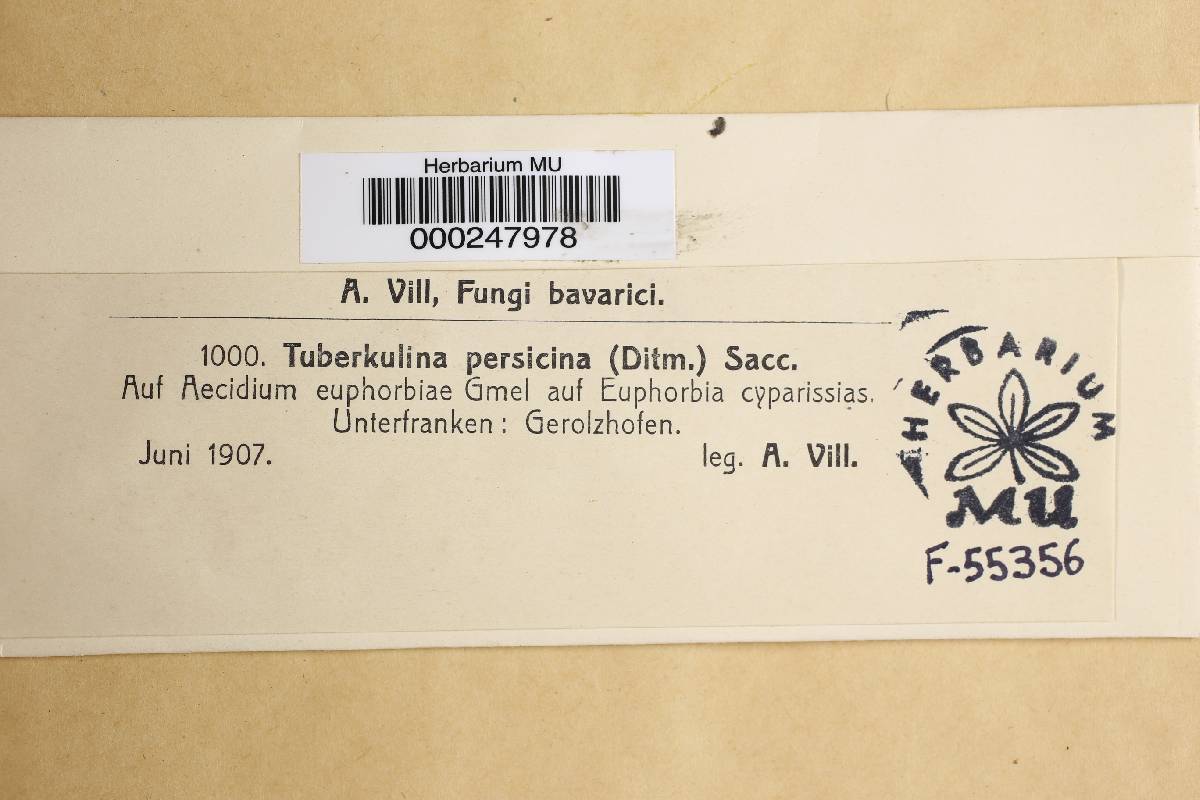 Herbarium MU
000247978
A. Vill, Fungi bavarici.
1000. Tuberkulina persicina (Ditm.) Sacc.
Auf Aecidium euphorbiae Gmel auf Euphorbia cyparissias.
Unterfranken: Gerolzhofen.
Juni 1907. leg. A. Vill.
HERBARIUM
MU
F-55356